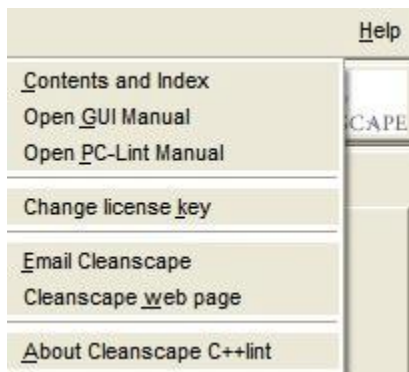 Help
Contents and Index
Open GUI Manual
CAPE
Open PC-Lint Manual
Change license key
Email Cleanscape
Cleanscape web page
About Cleanscape C++lint